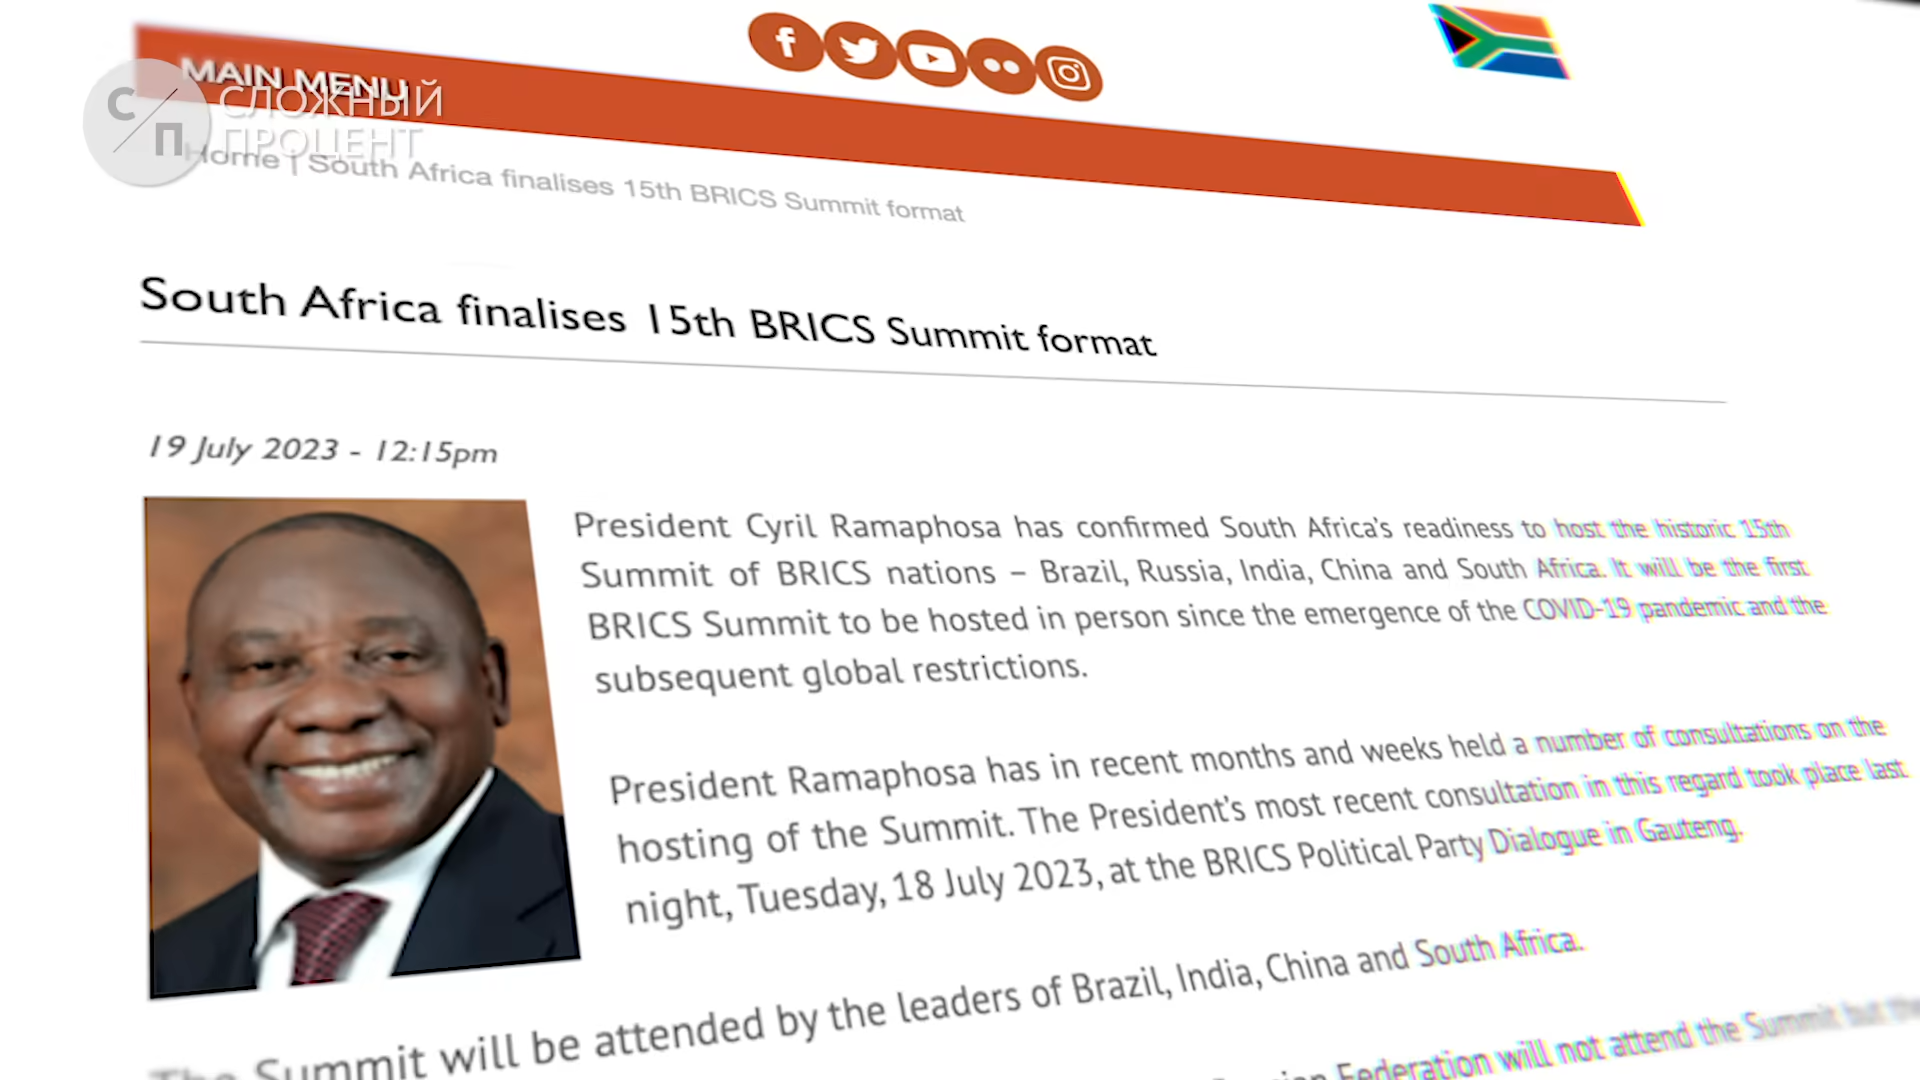 MAIN MENU
С
П
СЛОЖНЫЙ
ПРОЦЕНТ
Home | South Africa finalises 15th BRICS Summit format
South Africa finalises 15th BRICS Summit format
19 July 2023 - 12:15pm
President Cyril Ramaphosa has confirmed South Africa's readiness to host the historic 15th
Summit of BRICS nations – Brazil, Russia, India, China and South Africa. It will be the first
BRICS Summit to be hosted in person since the emergence of the COVID-19 pandemic and the
subsequent global restrictions.
President Ramaphosa has in recent months and weeks held a number of consultations on the
hosting of the Summit. The President's most recent consultation in this regard took place last
night, Tuesday, 18 July 2023, at the BRICS Political Party Dialogue in Gauteng.
The Summit will be attended by the leaders of Brazil, India, China and South Africa.
Federation will not attend the Summit but the